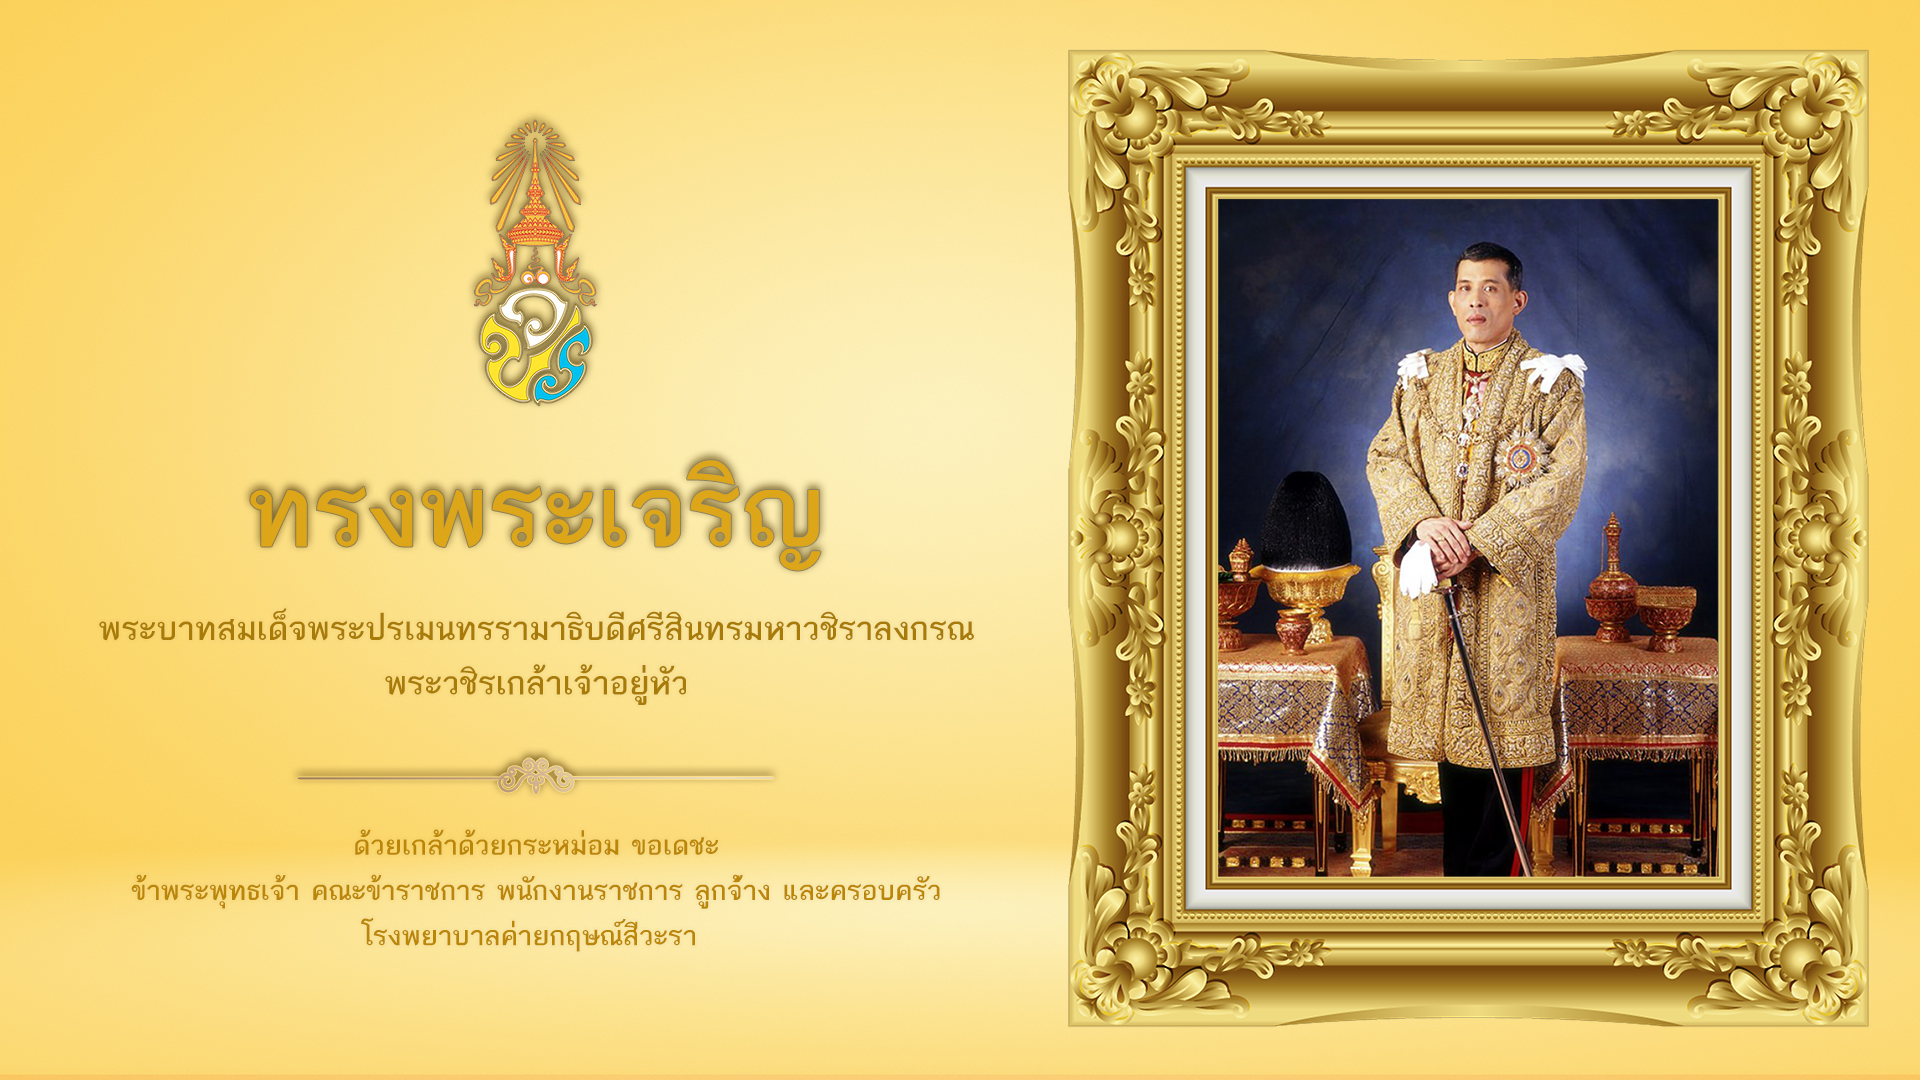 ทรงพระเจริญ
พระบาทสมเด็จพระปรเมนทรรามาธิบดีศรีสินทรมหาวชิราลงกรณ
พระวชิรเกล้าเจ้าอยู่หัว
ด้วยเกล้าด้วยกระหม่อม ขอเดชะ
ข้าพระพุทธเจ้า คณะข้าราชการ พนักงานราชการ ลูกจ้าง และครอบครัว
โรงพยาบาลค่ายกฤษณ์สีวะรา